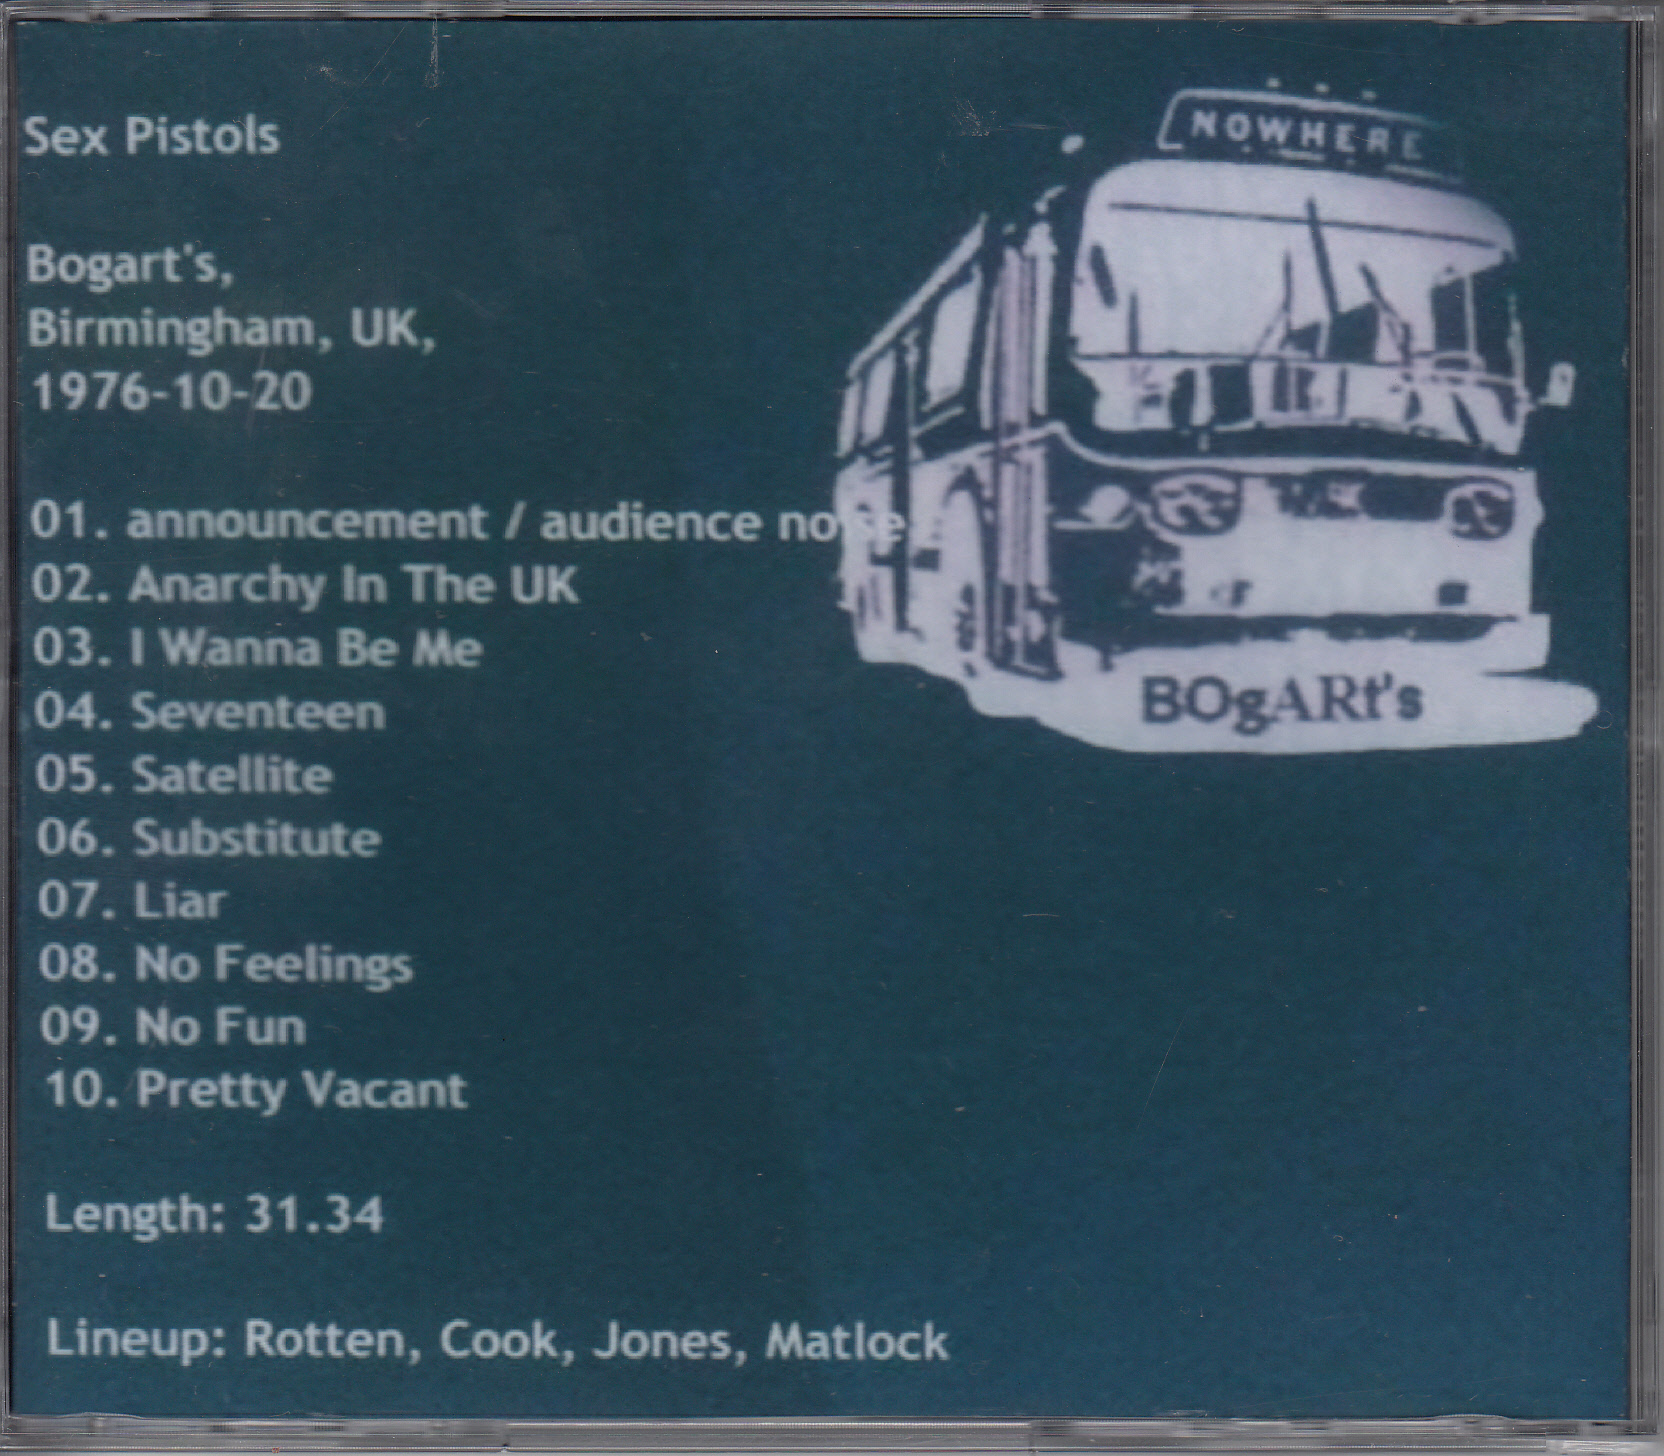 Sex Pistols
Bogart's,
Birmingham, UK,
1976-10-20
01. announcement / audience noise
02. Anarchy In The UK
03. I Wanna Be Me
04. Seventeen
05. Satellite
06. Substitute
07. Liar
08. No Feelings
09. No Fun
10. Pretty Vacant
Length: 31.34
Lineup: Rotten, Cook, Jones, Matlock
NOWHERE
BOgARt's